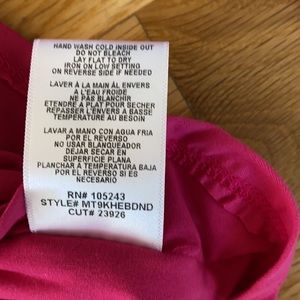 HAND WASH COLD INSIDE OUT
DO NOT BLEACH
LAY FLAT TO DRY
IRON ON LOW SETTING
ON REVERSE SIDE IF NEEDED
LAVER À LA MAIN ÀL ENVERS
A L'EAU FROIDE
NE PAS BLANCHIR
ETENDRE A PLAT POUR SECHER
REPASSER L'ENVERS A BASSE
TEMPERATURE AU BESOIN
LAVAR A MANO CON AGUA FRIA
POR EL REVERSO
NO USAR BLANQUEADOR
DEJAR SECAR EN
SUPERFICIE PLANA
PLANCHAR A TEMPERATURA BAJA
POR EL REVERSO SI ES
NECESARIO
RN# 105243
STYLE# MT9KHEBDND
CUT# 23926